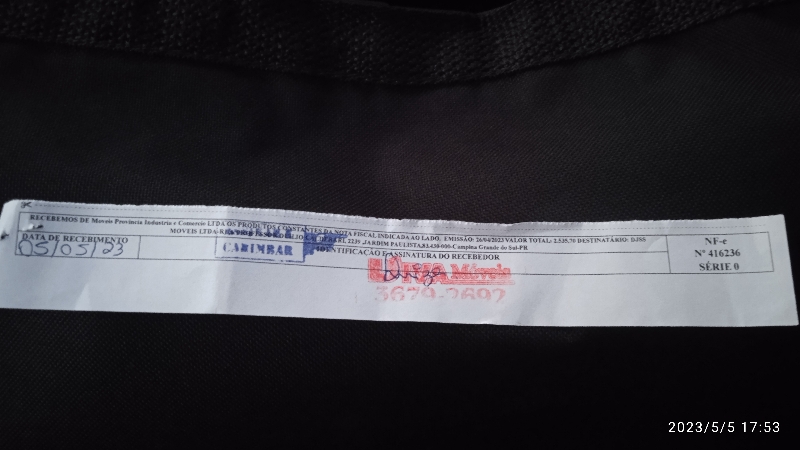 RECEBEMOS DE Moveis Provincia Industria e Comercio LTDA OS PRODUTOS CONSTANTES DA NOTA FISCAL INDICADA AO LADO. EMISSÃO: 26/04/2023 VALOR TOTAL: 2.535,70 DESTINATÁRIO: DJSS
MOVEIS LTDA 2239 ,JARDIM PAULISTA,83.430-000-Campina Grande do Sul-PR
DATA DE RECEBIMENTO
05/05/23
CARIMBAR
IDENTIFICAÇÃO E ASSINATURA DO RECEBEDOR
Móveis
3679-2692
NF-e
Nº 416236
SÉRIE 0
2023/5/5 17:53